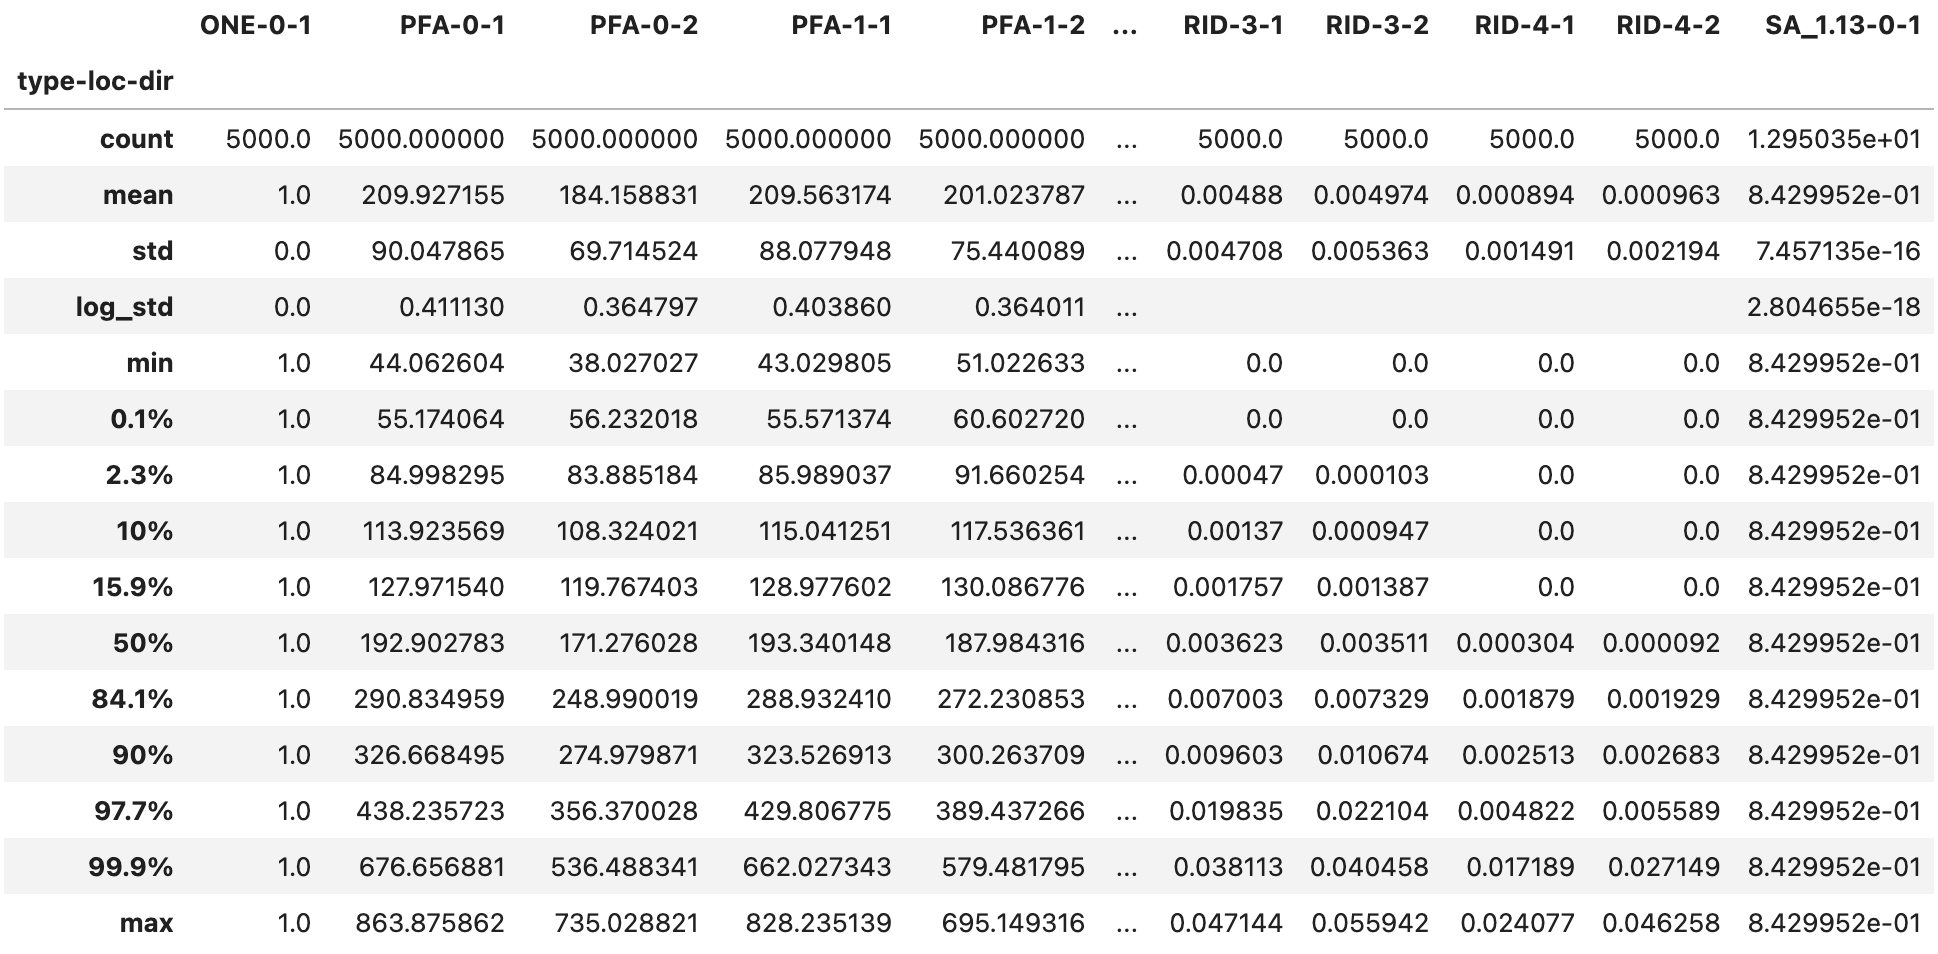 ONE-0-1 PFA-0-1 PFA-0-2 PFA-1-1 PFA-1-2 ... RID-3-1 RID-3-2 RID-4-1 RID-4-2 SA_1.13-0-1
type-loc-dir
count 5000.0 5000.000000 5000.000000 5000.000000 5000.000000 ... 5000.0 5000.0 5000.0 5000.0 1.295035e+01
mean 1.0 209.927155 184.158831 209.563174 201.023787 ... 0.00488 0.004974 0.000894 0.000963 8.429952e-01
std 0.0 90.047865 69.714524 88.077948 75.440089 ... 0.004708 0.005363 0.001491 0.002194 7.457135e-16
log_std 0.0 0.411130 0.364797 0.403860 0.364011 ... 2.804655e-18
min 1.0 44.062604 38.027027 43.029805 51.022633 ... 0.0 0.0 0.0 0.0 8.429952e-01
0.1% 1.0 55.174064 56.232018 55.571374 60.602720 ... 0.0 0.0 0.0 0.0 8.429952e-01
2.3% 1.0 84.998295 83.885184 85.989037 91.660254 ... 0.00047 0.000103 0.0 0.0 8.429952e-01
10% 1.0 113.923569 108.324021 115.041251 117.536361 ... 0.00137 0.000947 0.0 0.0 8.429952e-01
15.9% 1.0 127.971540 119.767403 128.977602 130.086776 ... 0.001757 0.001387 0.0 0.0 8.429952e-01
50% 1.0 192.902783 171.276028 193.340148 187.984316 ... 0.003623 0.003511 0.000304 0.000092 8.429952e-01
84.1% 1.0 290.834959 248.990019 288.932410 272.230853 ... 0.007003 0.007329 0.001879 0.001929 8.429952e-01
90% 1.0 326.668495 274.979871 323.526913 300.263709 ... 0.009603 0.010674 0.002513 0.002683 8.429952e-01
97.7% 1.0 438.235723 356.370028 429.806775 389.437266 ... 0.019835 0.022104 0.004822 0.005589 8.429952e-01
99.9% 1.0 676.656881 536.488341 662.027343 579.481795 ... 0.038113 0.040458 0.017189 0.027149 8.429952e-01
max 1.0 863.875862 735.028821 828.235139 695.149316 ... 0.047144 0.055942 0.024077 0.046258 8.429952e-01